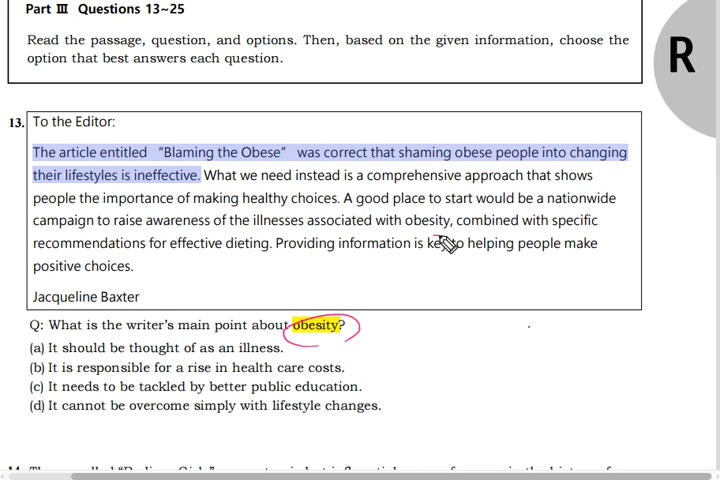 Part Ⅲ Questions 13~25
Read the passage, question, and options. Then, based on the given information, choose the
option that best answers each question.
R
13. To the Editor:
The article entitled "Blaming the Obese" was correct that shaming obese people into changing
their lifestyles is ineffective. What we need instead is a comprehensive approach that shows
people the importance of making healthy choices. A good place to start would be a nationwide
campaign to raise awareness of the illnesses associated with obesity, combined with specific
recommendations for effective dieting. Providing information is key to helping people make
positive choices.
Jacqueline Baxter
Q: What is the writer's main point about obesity?
(a) It should be thought of as an illness.
(b) It is responsible for a rise in health care costs.
(c) It needs to be tackled by better public education.
(d) It cannot be overcome simply with lifestyle changes.